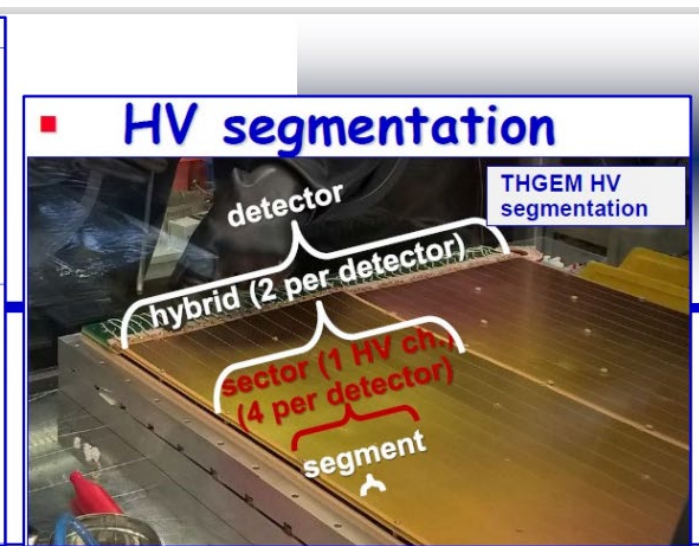 ▪ HV segmentation
THGEM HV
segmentation
detector
hybrid (2 per detector)
sector (1 HV ch.)
(4 per detector)
segment